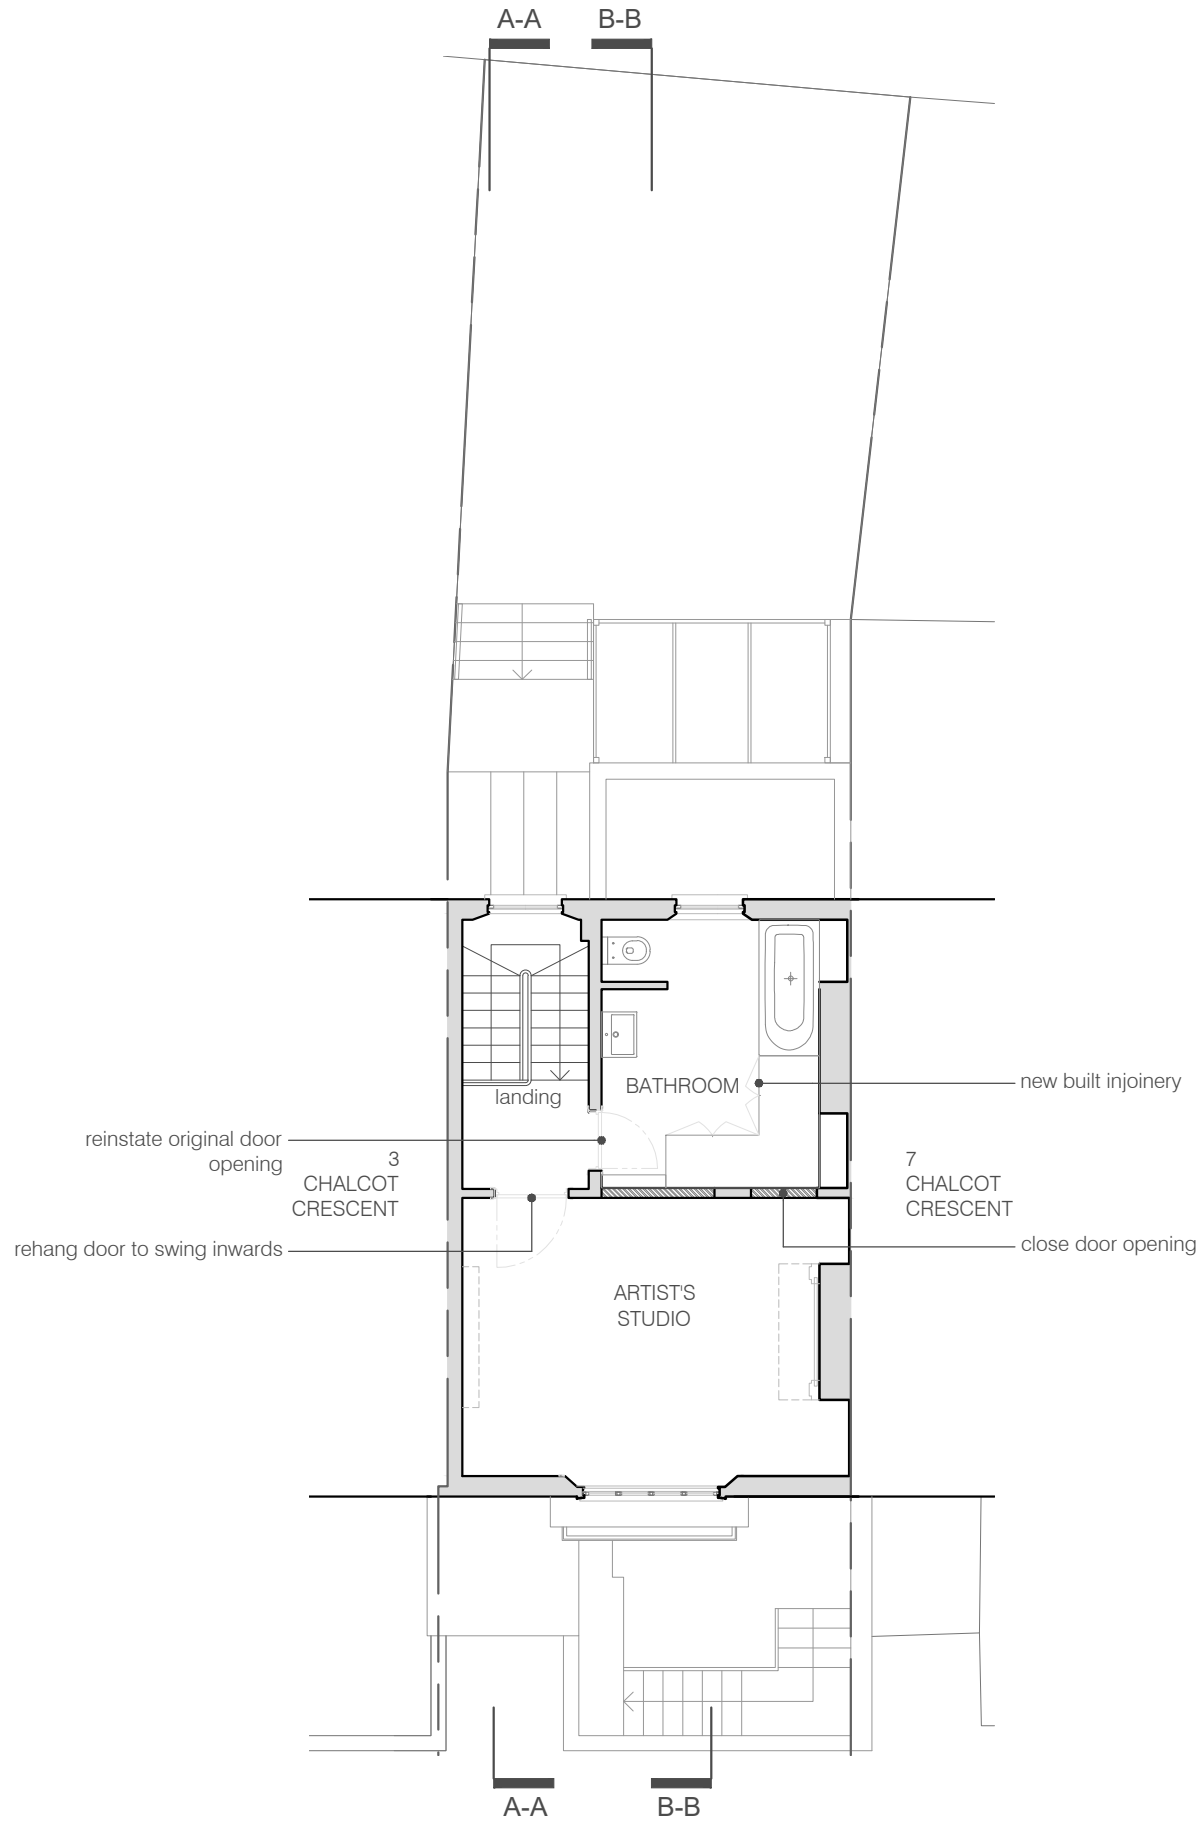 A-A
B-B
BATHROOM
new built injoinery
landing
reinstate original door
opening
3
CHALCOT
CRESCENT
7
CHALCOT
CRESCENT
rehang door to swing inwards
close door opening
ARTIST'S
STUDIO
A-A
B-B